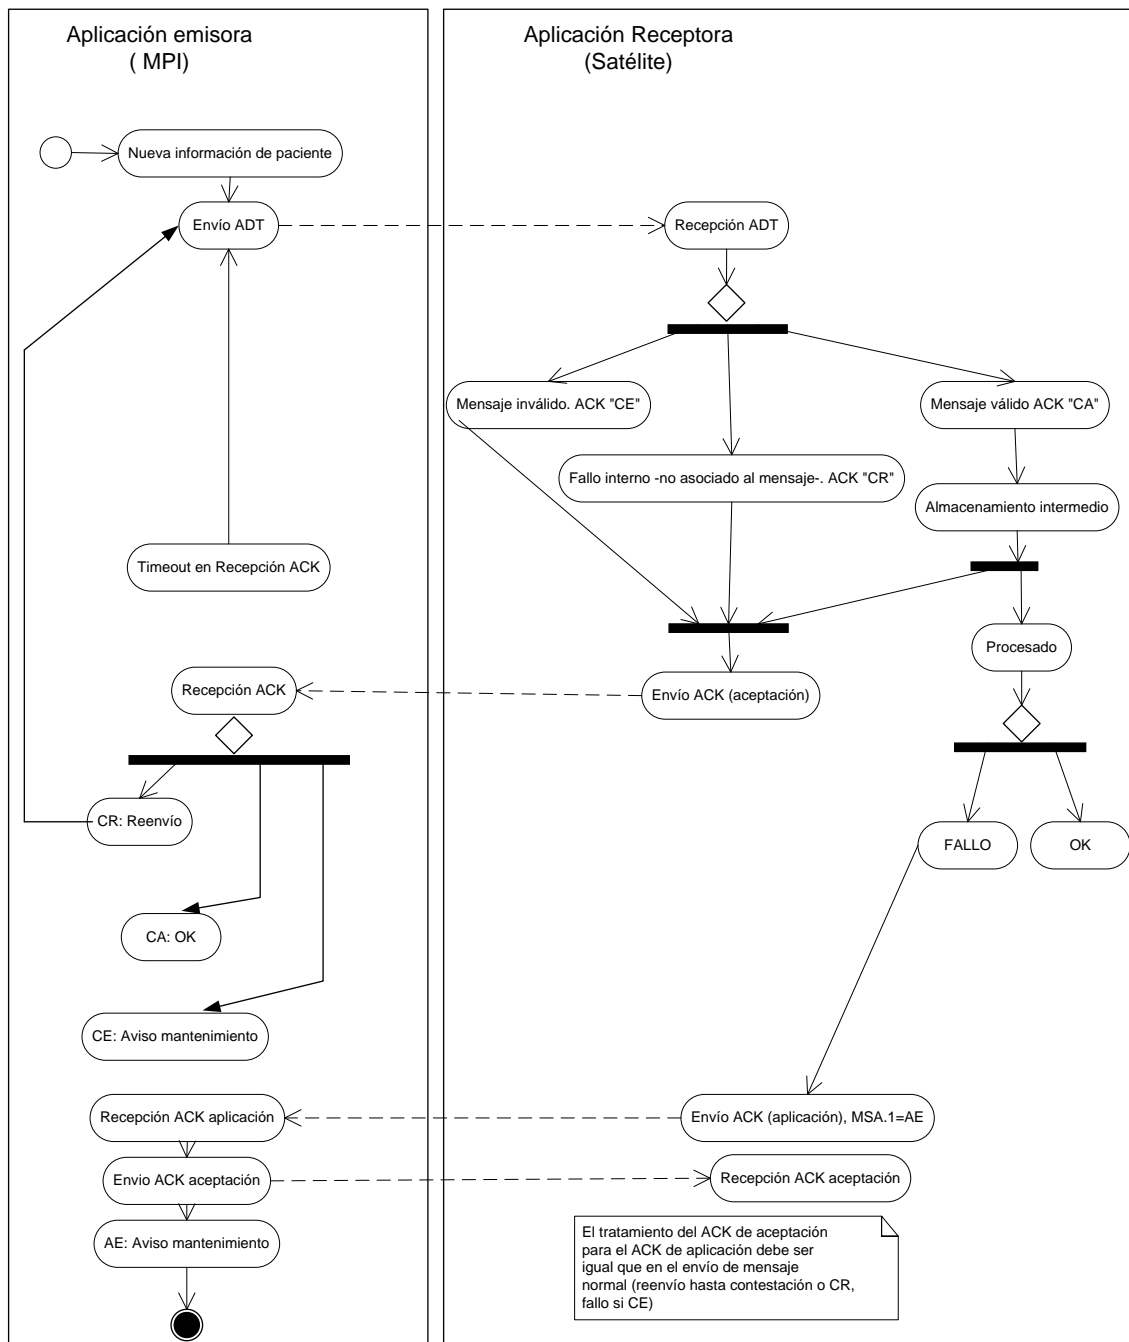 Aplicación emisora
( MPI)
Aplicación Receptora
(Satélite)
Nueva información de paciente
Envío ADT
Recepción ADT
Mensaje inválido. ACK "CE"
Mensaje válido ACK "CA"
Fallo interno -no asociado al mensaje-. ACK "CR"
Almacenamiento intermedio
Timeout en Recepción ACK
Procesado
Recepción ACK
Envío ACK (aceptación)
CR: Reenvío
FALLO
OK
CA: OK
CE: Aviso mantenimiento
Recepción ACK aplicación
Envío ACK (aplicación), MSA.1=AE
Envio ACK aceptación
Recepción ACK aceptación
AE: Aviso mantenimiento
El tratamiento del ACK de aceptación
para el ACK de aplicación debe ser
igual que en el envío de mensaje
normal (reenvío hasta contestación o CR,
fallo si CE)